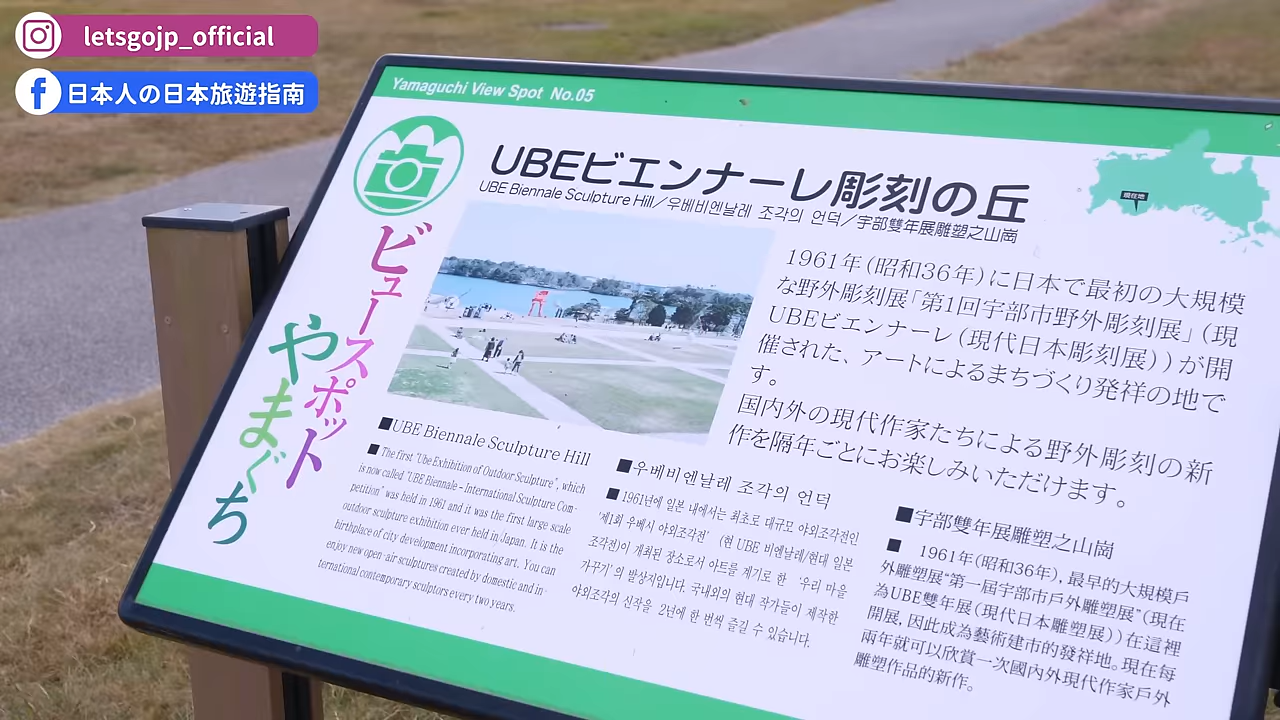 letsgojp_official
日本人の日本旅遊指南
Yamaguchi View Spot No.05
UBEビエンナーレ彫刻の丘
UBE Biennale Sculpture Hill／우베비엔날레 조각의 언덕／宇部雙年展雕塑之山崗
現在地
ビュースポット
やまぐち
1961年(昭和36年)に日本で最初の大規模
な野外彫刻展「第1回宇部市野外彫刻展」(現
UBEビエンナーレ(現代日本彫刻展))が開
催された、アートによるまちづくり発祥の地で
す。
国内外の現代作家たちによる野外彫刻の新
作を隔年ごとにお楽しみいただけます。
■UBE Biennale Sculpture Hill
■The first "Ube Exhibition of Outdoor Sculpture", which
is now called "UBE Biennale – International Sculpture Com-
petition" was held in 1961 and it was the first large scale
outdoor sculpture exhibition ever held in Japan. It is the
birthplace of city development incorporating art. You can
enjoy new open-air sculptures created by domestic and in-
ternational contemporary sculptors every two years.
■우베비엔날레 조각의 언덕
■1961년에 일본 내에서는 최초로 대규모 야외조각전인
'제1회 우베시 야외조각전' (현 UBE 비엔날레/현대 일본
조각전)이 개최된 장소로서 아트를 계기로 한 '우리 마을
가꾸기'의 발상지입니다. 국내외의 현대 작가들이 제작한
야외조각의 신작을 2년에 한 번씩 즐길 수 있습니다.
■宇部雙年展雕塑之山崗
■ 1961年(昭和36年), 最早的大規模戶
外雕塑展"第一屆宇部市戶外雕塑展"(現在
為UBE雙年展(現代日本雕塑展))在這裡
開展, 因此成為藝術建市的發祥地。現在每
兩年就可以欣賞一次國內外現代作家戶外
雕塑作品的新作。